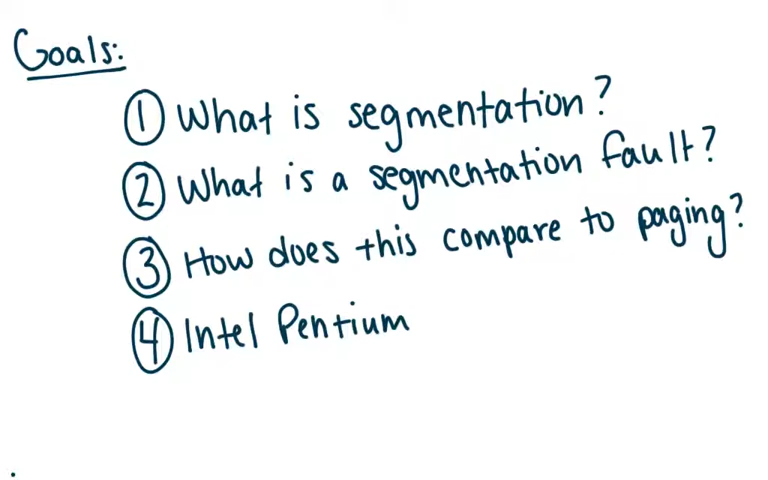 Goals:
① What is segmentation?
② What is a segmentation fault?
③ How does this compare to paging?
④ Intel Pentium